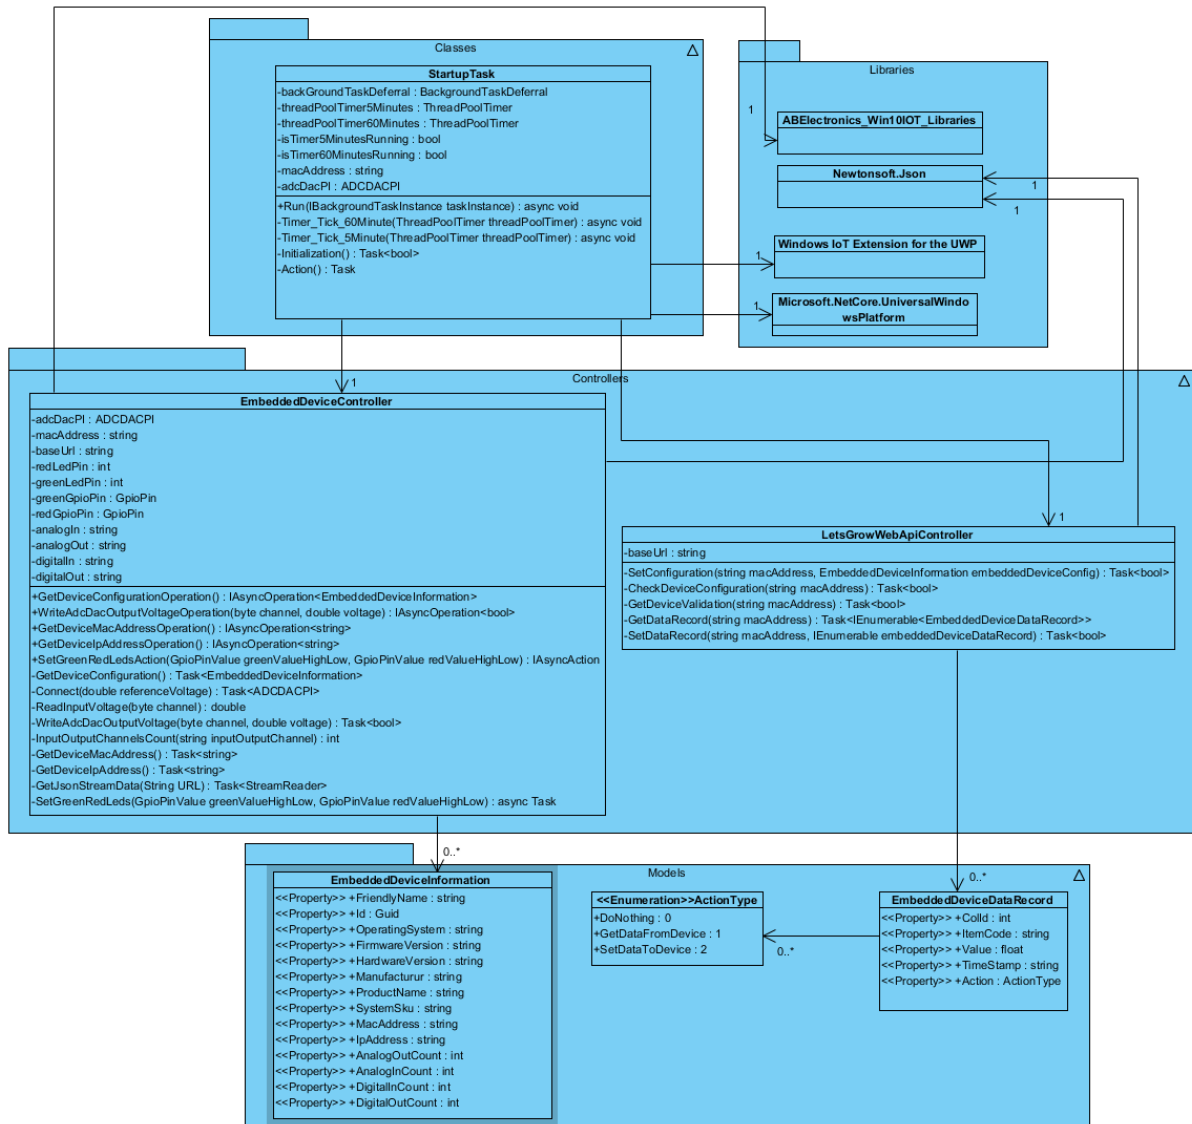 Classes
StartupTask
-backGroundTaskDeferral : BackgroundTaskDeferral
-threadPoolTimer5Minutes : ThreadPoolTimer
-threadPoolTimer60Minutes : ThreadPoolTimer
-isTimer5MinutesRunning : bool
-isTimer60MinutesRunning : bool
-macAddress : string
-adcDacPI : ADCDACPI
+Run(IBackgroundTaskInstance taskInstance) : async void
-Timer_Tick_60Minute(ThreadPoolTimer threadPoolTimer) : async void
-Timer_Tick_5Minute(ThreadPoolTimer threadPoolTimer) : async void
-Initialization() : Task<bool>
-Action() : Task
Libraries
1
ABElectronics_Win10IOT_Libraries
Newtonsoft.Json
1
1
Windows IoT Extension for the UWP
1
Microsoft.NetCore.UniversalWindo
wsPlatform
1
Controllers
1
EmbeddedDeviceController
-adcDacPI : ADCDACPI
-macAddress : string
-baseUrl : string
-redLedPin : int
-greenLedPin : int
-greenGpioPin : GpioPin
-redGpioPin : GpioPin
-analogIn : string
-analogOut : string
-digitalIn : string
-digitalOut : string
+GetDeviceConfigurationOperation() : IAsyncOperation<EmbeddedDeviceInformation>
+WriteAdcDacOutputVoltageOperation(byte channel, double voltage) : IAsyncOperation<bool>
+GetDeviceMacAddressOperation() : IAsyncOperation<string>
+GetDeviceIpAddressOperation() : IAsyncOperation<string>
+SetGreenRedLedsAction(GpioPinValue greenValueHighLow, GpioPinValue redValueHighLow) : IAsyncAction
-GetDeviceConfiguration() : Task<EmbeddedDeviceInformation>
-Connect(double referenceVoltage) : Task<ADCDACPI>
-ReadInputVoltage(byte channel) : double
-WriteAdcDacOutputVoltage(byte channel, double voltage) : Task<bool>
-InputOutputChannelsCount(string inputOutputChannel) : int
-GetDeviceMacAddress() : Task<string>
-GetDeviceIpAddress() : Task<string>
-GetJsonStreamData(String URL) : Task<StreamReader>
-SetGreenRedLeds(GpioPinValue greenValueHighLow, GpioPinValue redValueHighLow) : async Task
1
LetsGrowWebApiController
-baseUrl : string
-SetConfiguration(string macAddress, EmbeddedDeviceInformation embeddedDeviceConfig) : Task<bool>
-CheckDeviceConfiguration(string macAddress) : Task<bool>
-GetDeviceValidation(string macAddress) : Task<bool>
-GetDataRecord(string macAddress) : Task<IEnumerable<EmbeddedDeviceDataRecord>>
-SetDataRecord(string macAddress, IEnumerable embeddedDeviceDataRecord) : Task<bool>
0..*
Models
EmbeddedDeviceInformation
<<Property>> +FriendlyName : string
<<Property>> +Id : Guid
<<Property>> +OperatingSystem : string
<<Property>> +FirmwareVersion : string
<<Property>> +HardwareVersion : string
<<Property>> +Manufacturur : string
<<Property>> +ProductName : string
<<Property>> +SystemSku : string
<<Property>> +MacAddress : string
<<Property>> +IpAddress : string
<<Property>> +AnalogOutCount : int
<<Property>> +AnalogInCount : int
<<Property>> +DigitalInCount : int
<<Property>> +DigitalOutCount : int
<<Enumeration>>ActionType
+DoNothing : 0
+GetDataFromDevice : 1
+SetDataToDevice : 2
0..*
0..*
EmbeddedDeviceDataRecord
<<Property>> +ColId : int
<<Property>> +ItemCode : string
<<Property>> +Value : float
<<Property>> +TimeStamp : string
<<Property>> +Action : ActionType